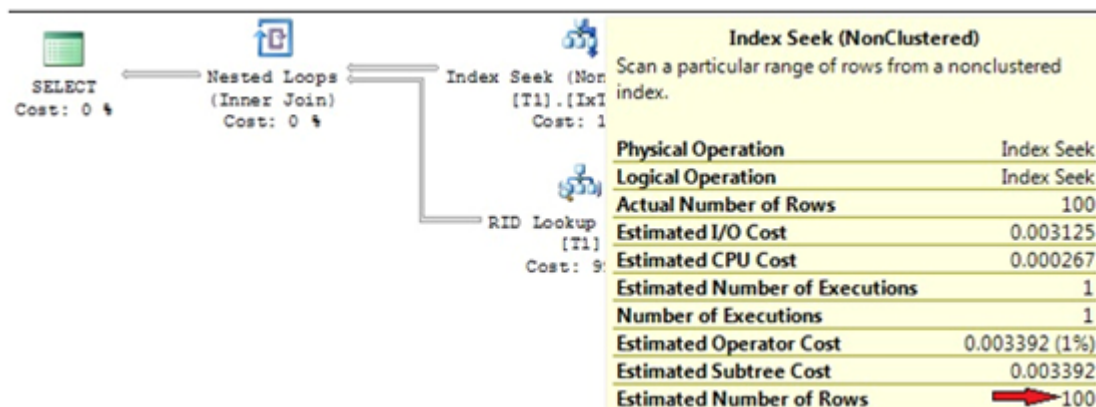 SELECT
Cost: 0 %
Nested Loops
(Inner Join)
Cost: 0 %
Index Seek (Non
[T1].[IxT
Cost: 1
RID Lookup
[T1]
Cost: 9
Index Seek (NonClustered)
Scan a particular range of rows from a nonclustered
index.
Physical Operation Index Seek
Logical Operation Index Seek
Actual Number of Rows 100
Estimated I/O Cost 0.003125
Estimated CPU Cost 0.000267
Estimated Number of Executions 1
Number of Executions 1
Estimated Operator Cost 0.003392 (1%)
Estimated Subtree Cost 0.003392
Estimated Number of Rows 100